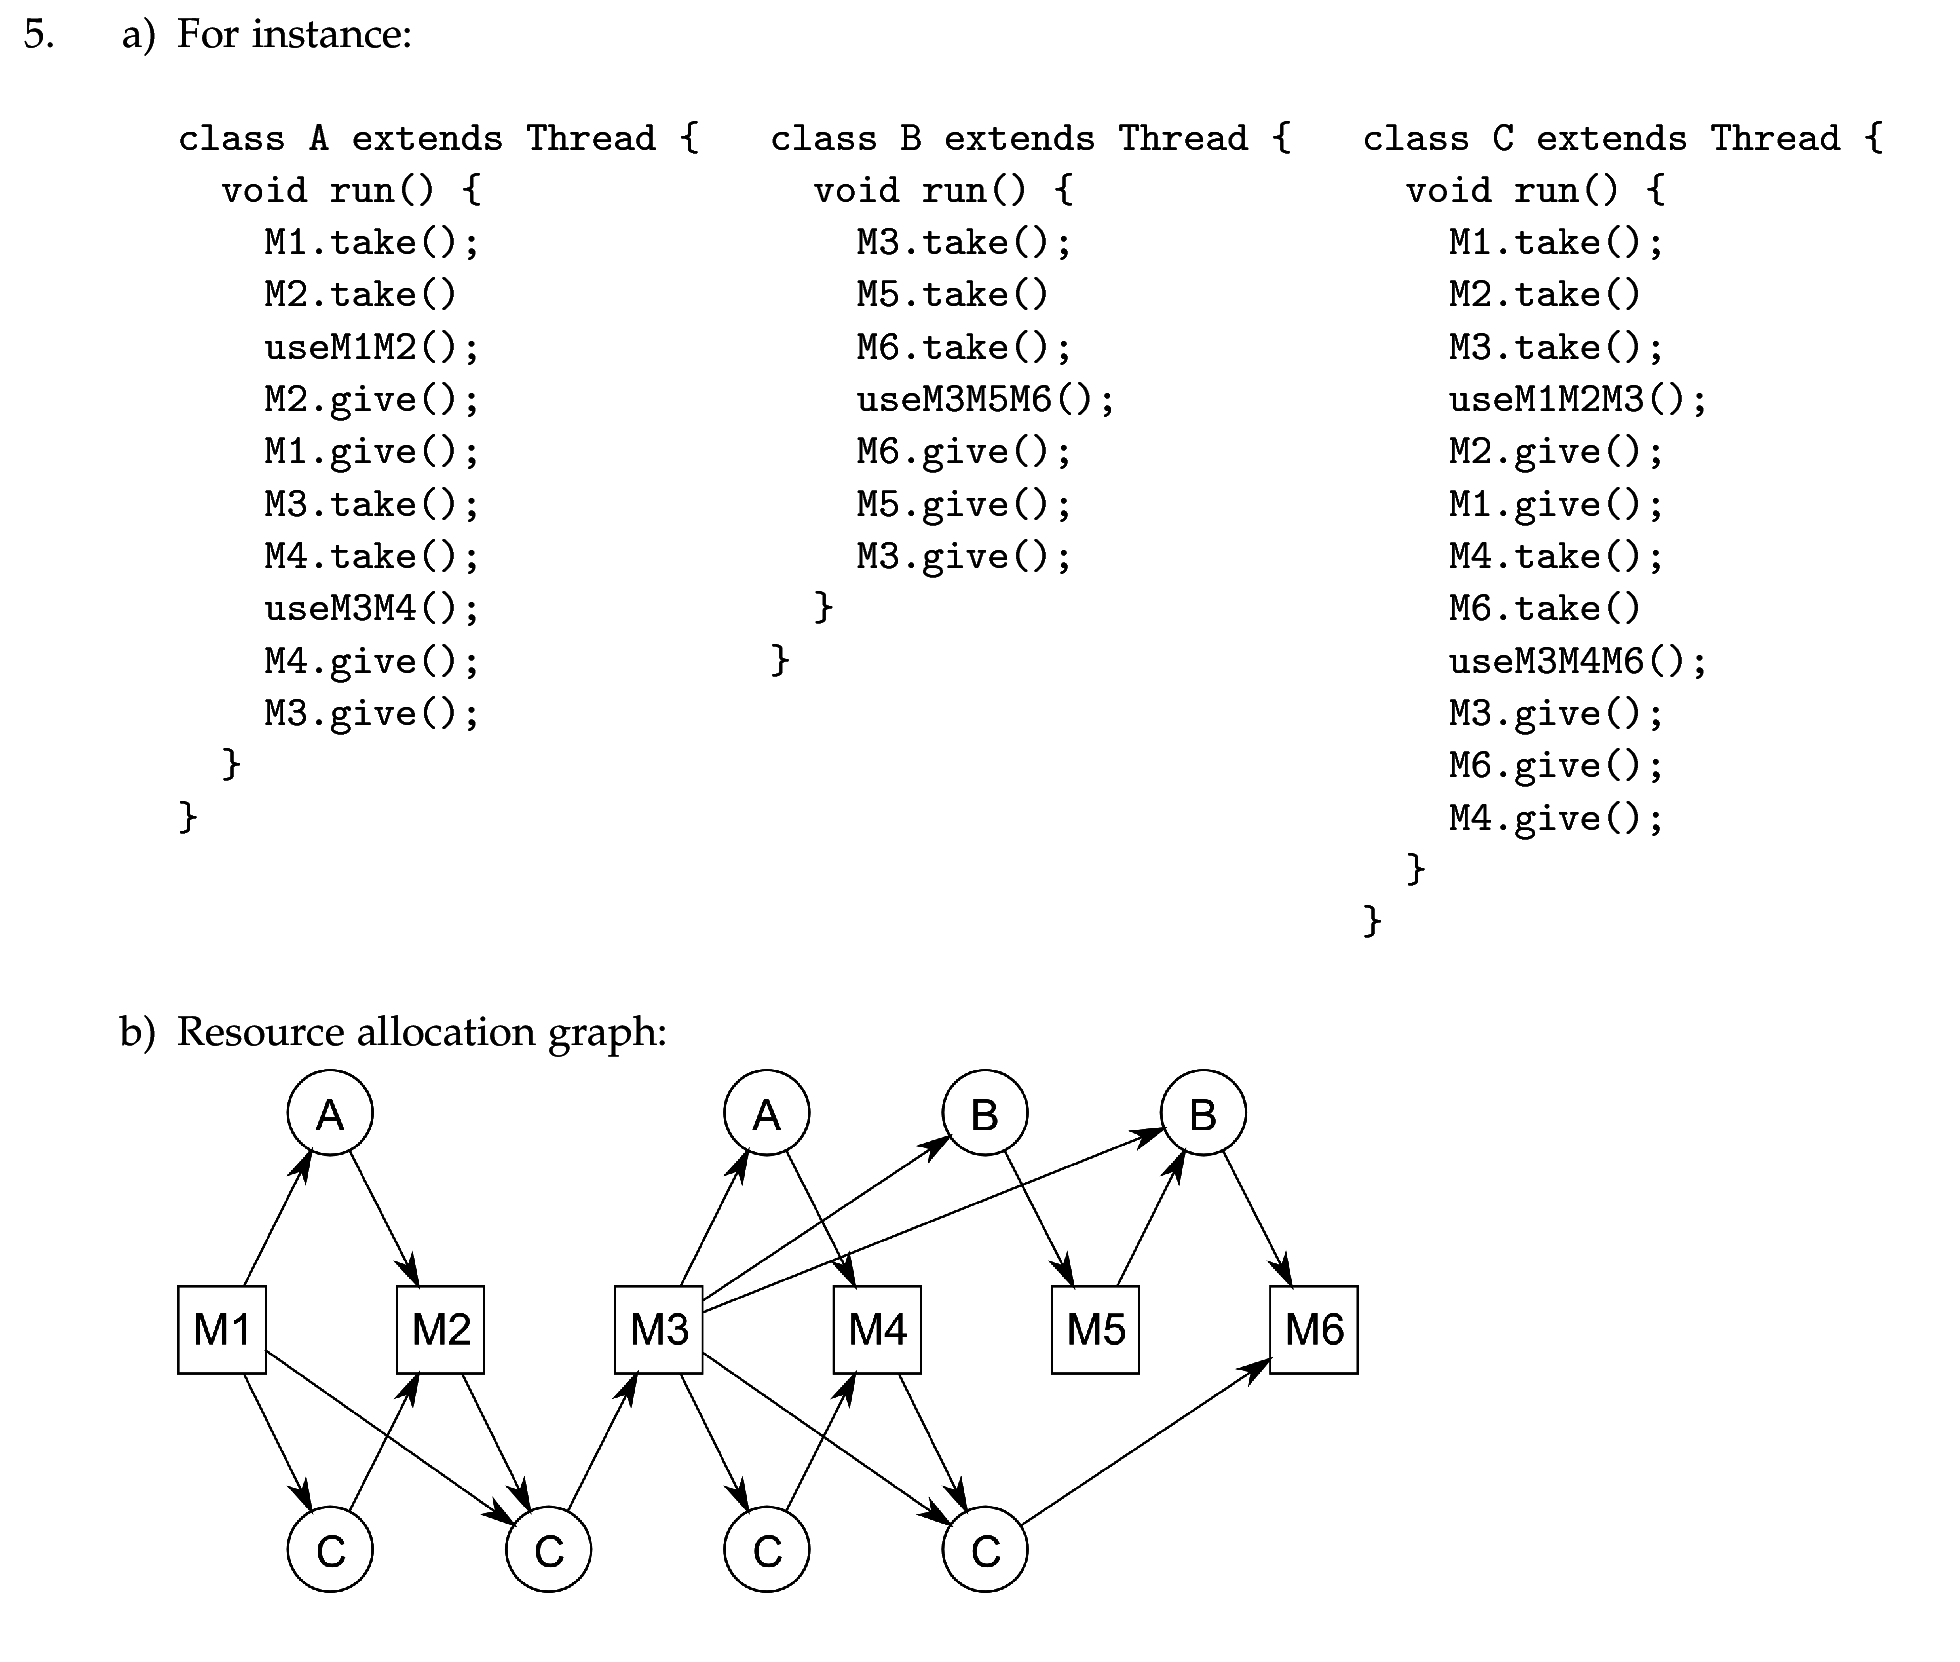 5. a) For instance:
class A extends Thread {
  void run() {
    M1.take();
    M2.take()
    useM1M2();
    M2.give();
    M1.give();
    M3.take();
    M4.take();
    useM3M4();
    M4.give();
    M3.give();
  }
}
class B extends Thread {
  void run() {
    M3.take();
    M5.take()
    M6.take();
    useM3M5M6();
    M6.give();
    M5.give();
    M3.give();
  }
}
class C extends Thread {
  void run() {
    M1.take();
    M2.take()
    M3.take();
    useM1M2M3();
    M2.give();
    M1.give();
    M4.take();
    M6.take()
    useM3M4M6();
    M3.give();
    M6.give();
    M4.give();
  }
}
b) Resource allocation graph:
A A B B
M1 M2 M3 M4 M5 M6
C C C C